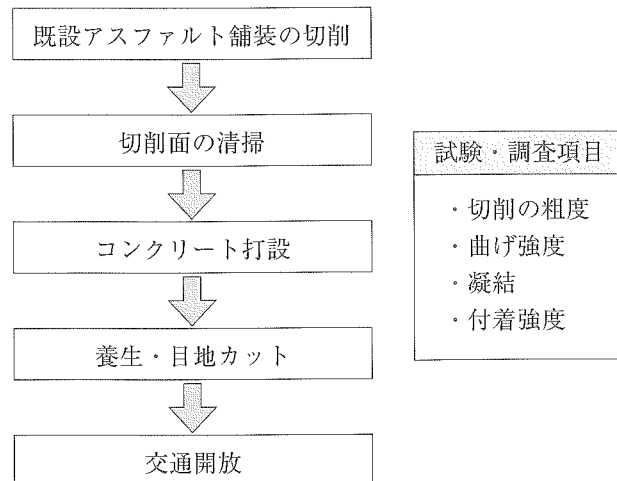 既設アスファルト舗装の切削
切削面の清掃
コンクリート打設
養生・目地カット
交通開放
試験・調査項目
・切削の粗度
・曲げ強度
・凝結
・付着強度